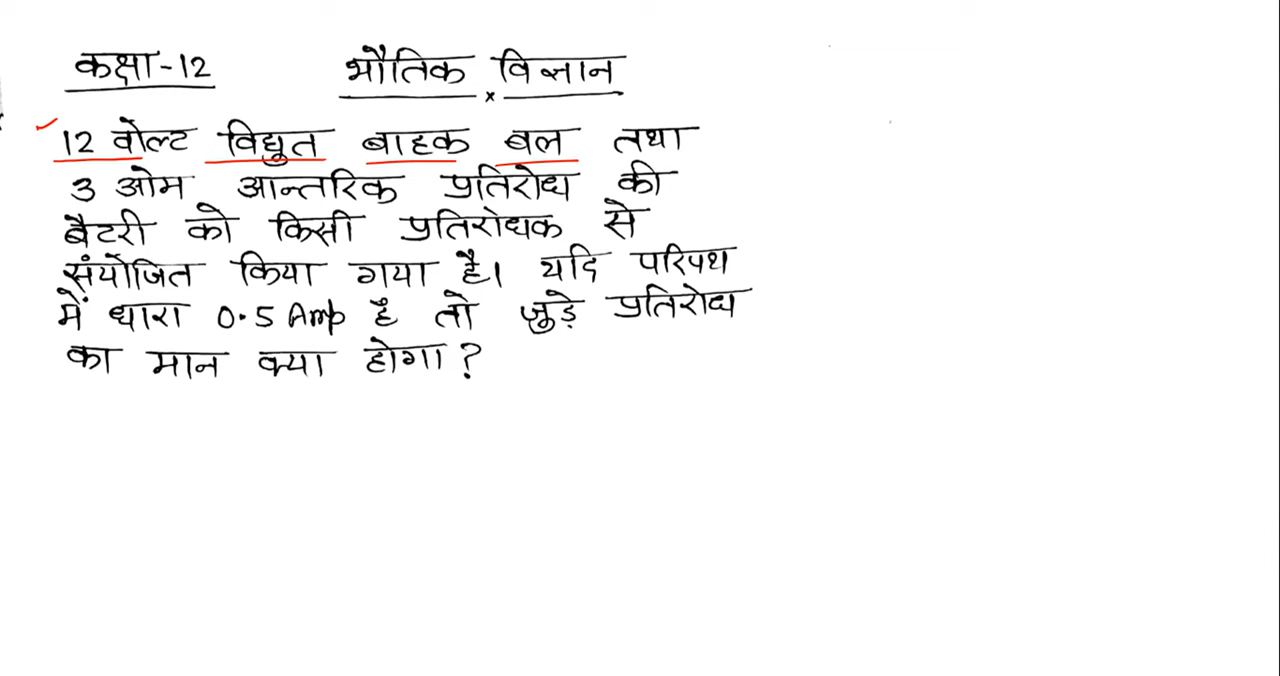 कक्षा-12 भौतिक विज्ञान
12 वोल्ट विद्युत बाहक बल तथा
3 ओम आन्तरिक प्रतिरोध की
बैटरी को किसी प्रतिरोधक से
संयोजित किया गया है। यदि परिपथ
में धारा 0.5 Amp है तो जुड़े प्रतिरोध
का मान क्या होगा?